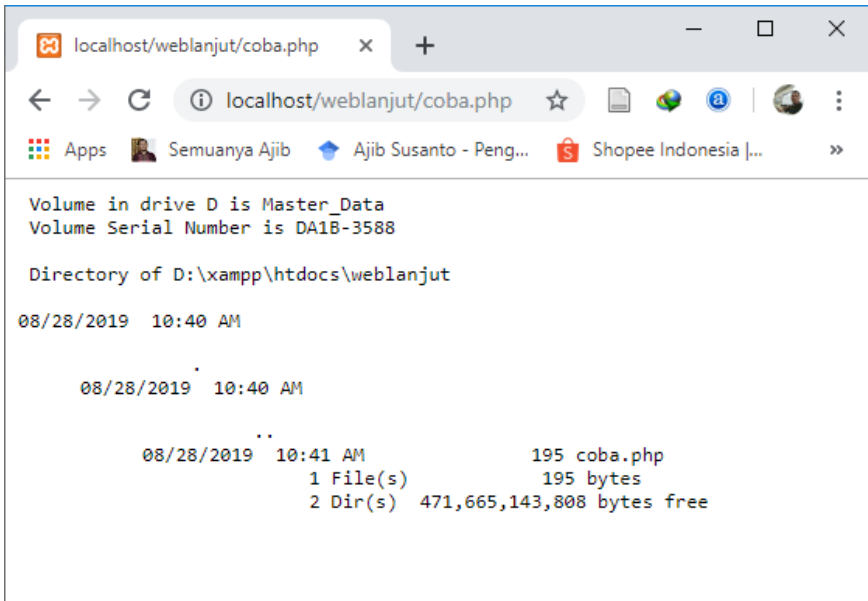 localhost/weblanjut/coba.php
localhost/weblanjut/coba.php
Apps Semuanya Ajib Ajib Susanto - Peng... Shopee Indonesia |...
Volume in drive D is Master_Data
Volume Serial Number is DA1B-3588
Directory of D:\xampp\htdocs\weblanjut
08/28/2019 10:40 AM
.
08/28/2019 10:40 AM
..
08/28/2019 10:41 AM 195 coba.php
1 File(s) 195 bytes
2 Dir(s) 471,665,143,808 bytes free